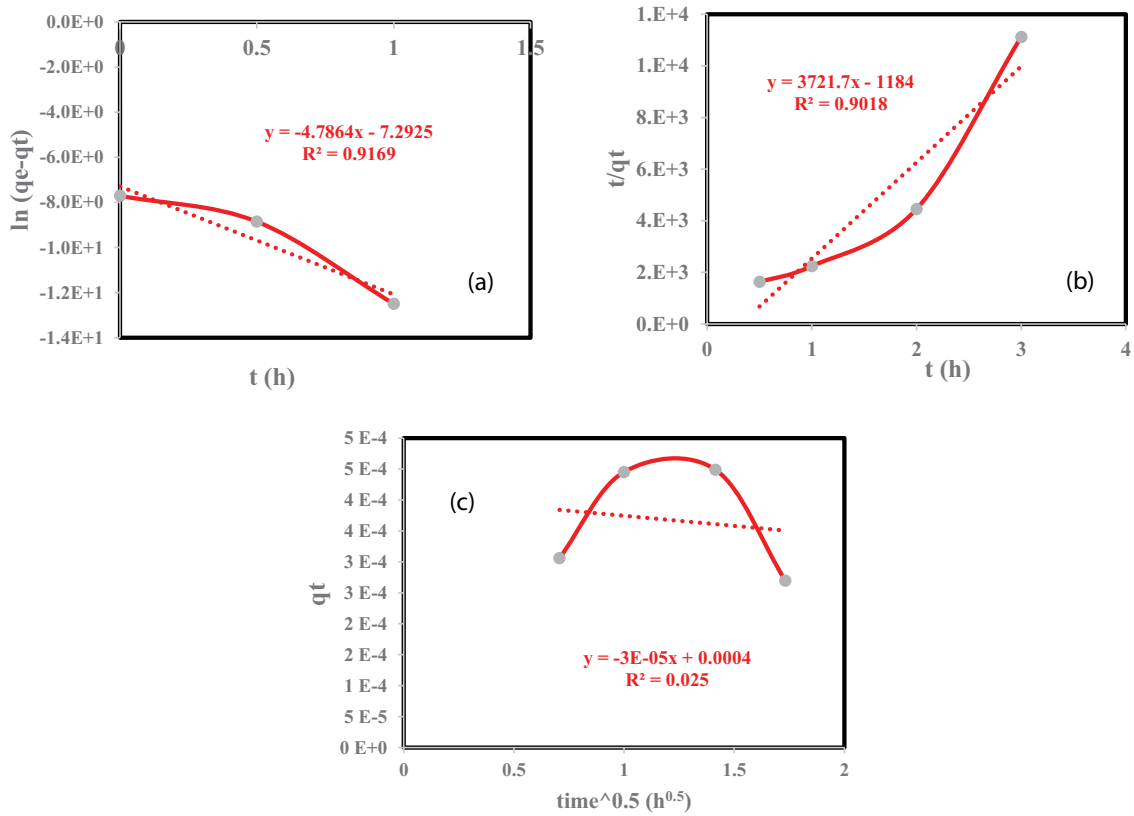 0.0E+0
0 0.5 1 1.5
-2.0E+0
-4.0E+0
-6.0E+0
-8.0E+0
-1.0E+1
-1.2E+1
-1.4E+1
ln (qe-qt)
y = -4.7864x - 7.2925
R² = 0.9169
(a)
t (h)
1.E+4
1.E+4
8.E+3
6.E+3
4.E+3
2.E+3
0.E+0
t/qt
y = 3721.7x - 1184
R² = 0.9018
(b)
0 1 2 3 4
t (h)
5 E-4
5 E-4
4 E-4
4 E-4
3 E-4
3 E-4
2 E-4
2 E-4
1 E-4
5 E-5
0 E+0
qt
(c)
y = -3E-05x + 0.0004
R² = 0.025
0 0.5 1 1.5 2
time^0.5 (h⁰·⁵)